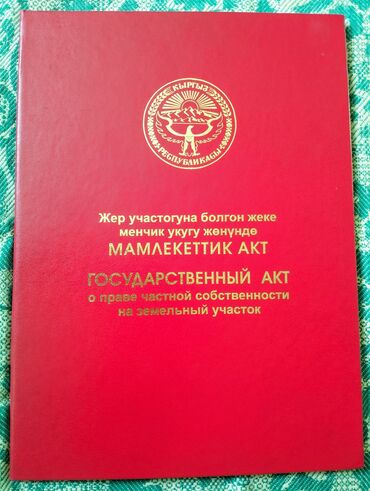 КЫРГЫЗ
РЕСПУБЛИКАСЫ
Жер участогуна болгон жеке
менчик укугу жөнүндө
МАМЛЕКЕТТИК АКТ
ГОСУДАРСТВЕННЫЙ АКТ
о праве частной собственности
на земельный участок